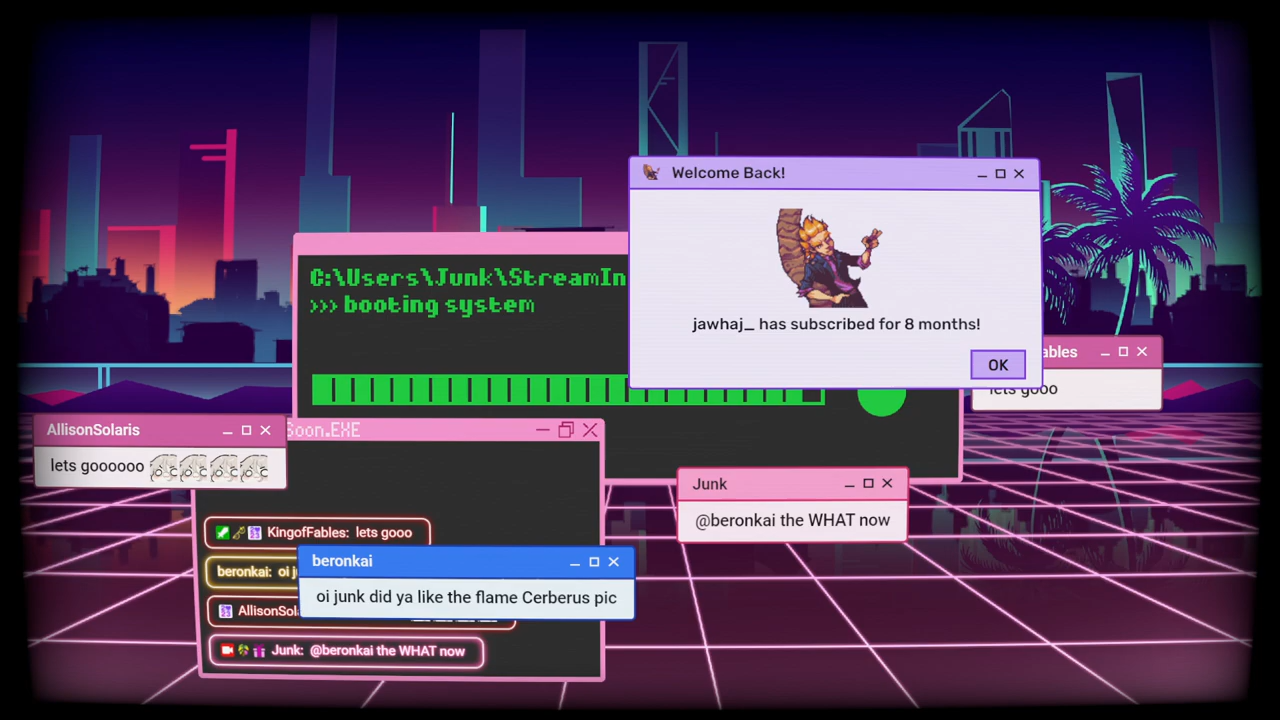 Welcome Back!
jawhaj_ has subscribed for 8 months!
OK
C:\Users\Junk\StreamIn
>>> booting system
ables
lets gooo
AllisonSolaris
lets goooooo
Soon.EXE
Junk
@beronkai the WHAT now
KingofFables: lets gooo
beronkai
oi junk did ya like the flame Cerberus pic
beronkai: oi j
AllisonSola
Junk: @beronkai the WHAT now